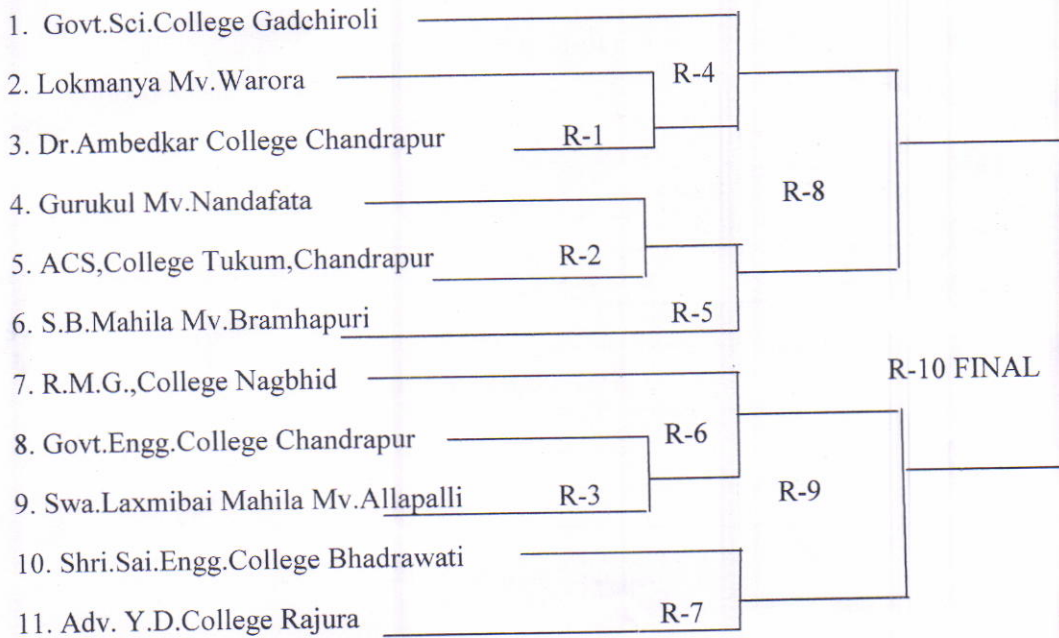 1. Govt.Sci.College Gadchiroli
R-4
2. Lokmanya Mv.Warora
3. Dr.Ambedkar College Chandrapur
R-1
R-8
4. Gurukul Mv.Nandafata
5. ACS,College Tukum,Chandrapur
R-2
6. S.B.Mahila Mv.Bramhapuri
R-5
7. R.M.G.,College Nagbhid
R-10 FINAL
8. Govt.Engg.College Chandrapur
R-6
9. Swa.Laxmibai Mahila Mv.Allapalli
R-3
R-9
10. Shri.Sai.Engg.College Bhadrawati
11. Adv. Y.D.College Rajura
R-7